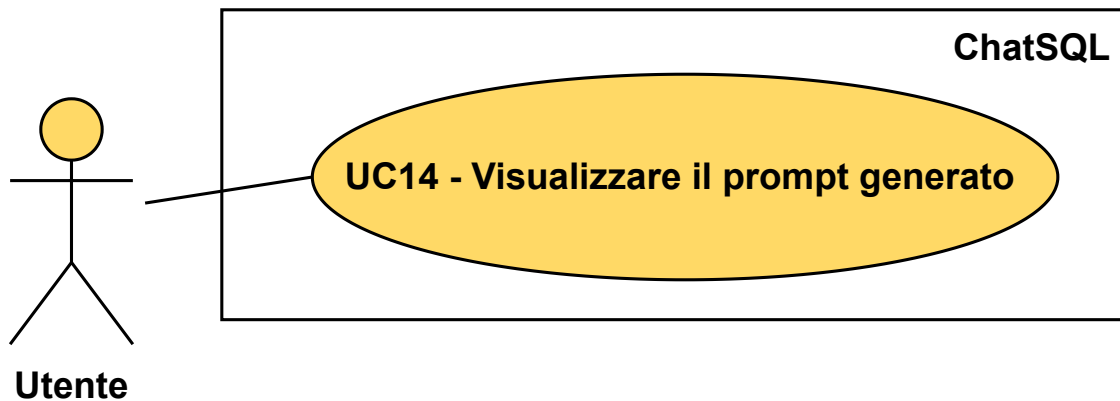 ChatSQL
UC14 - Visualizzare il prompt generato
Utente